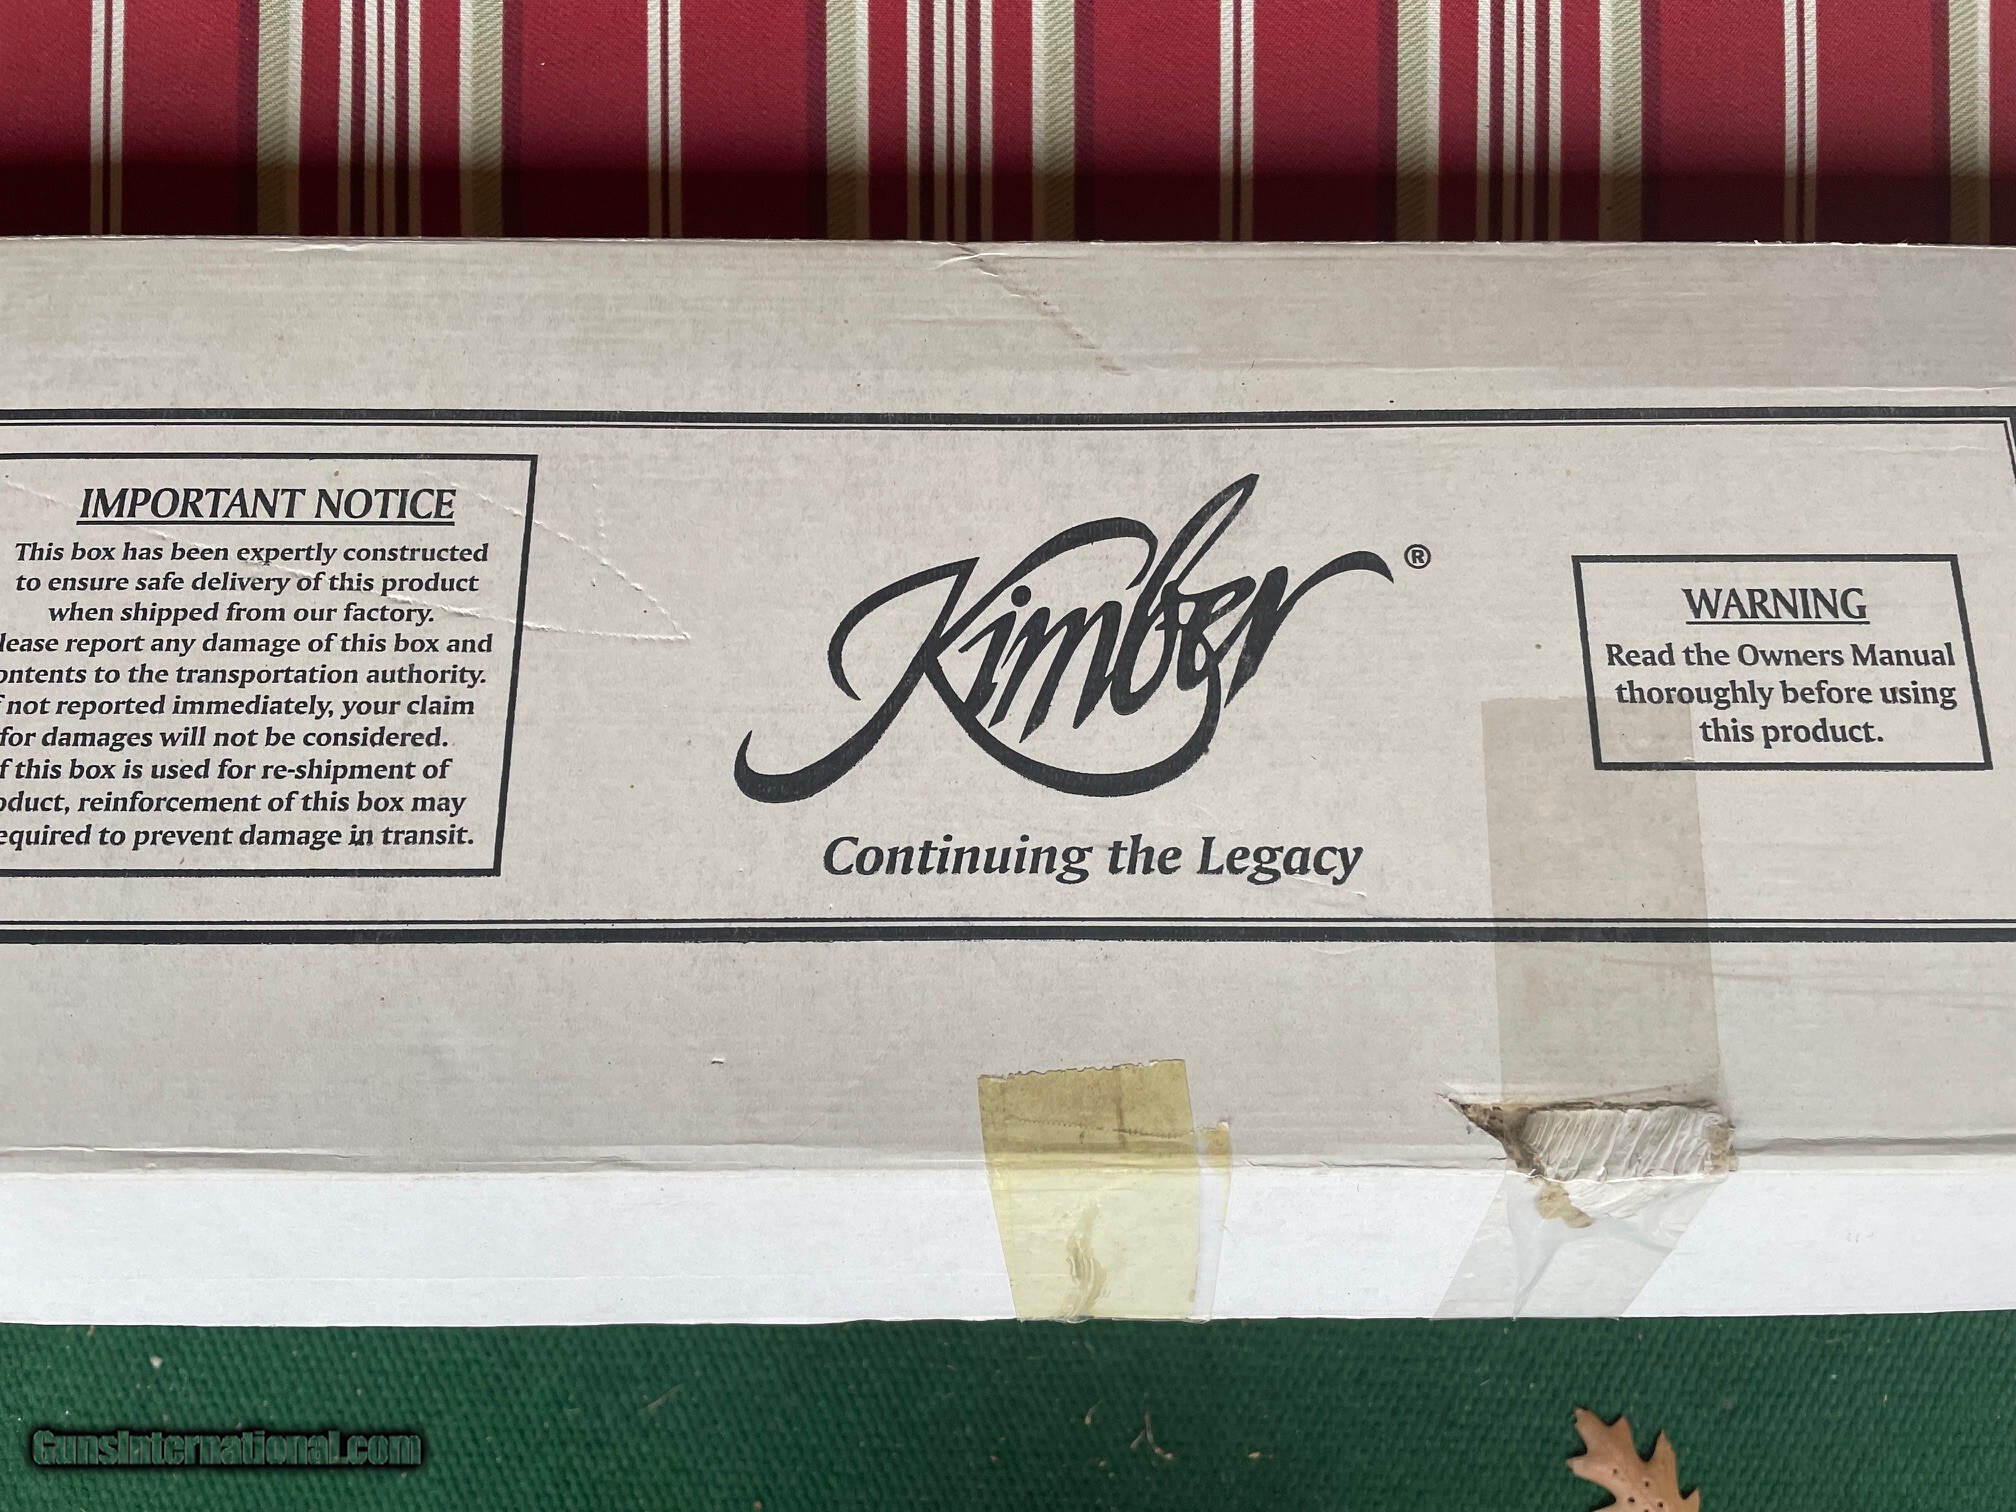 IMPORTANT NOTICE
This box has been expertly constructed
to ensure safe delivery of this product
when shipped from our factory.
lease report any damage of this box and
ontents to the transportation authority.
f not reported immediately, your claim
for damages will not be considered.
f this box is used for re-shipment of
oduct, reinforcement of this box may
equired to prevent damage in transit.
Kimber®
Continuing the Legacy
WARNING
Read the Owners Manual
thoroughly before using
this product.
GunsInternational.com